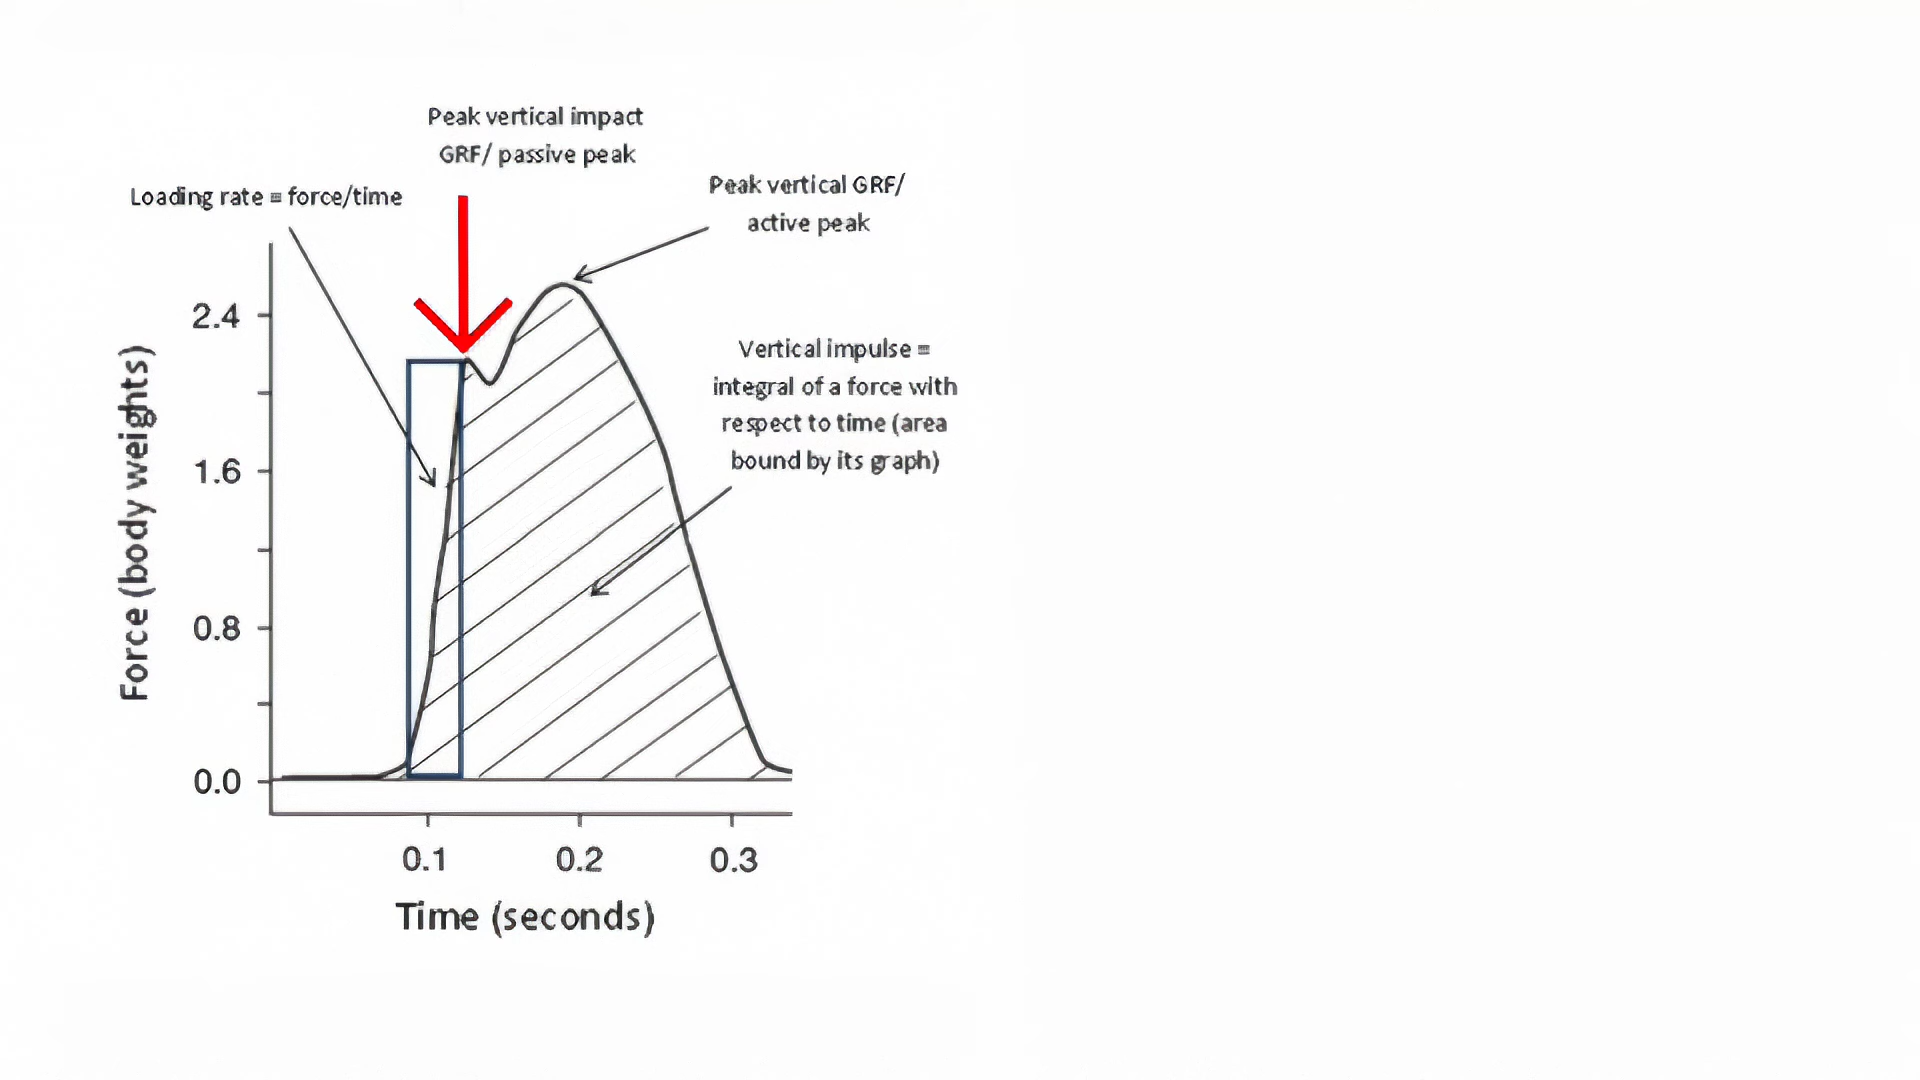 Peak vertical impact
GRF/ passive peak
Loading rate = force/time
Peak vertical GRF/
active peak
Vertical impulse =
integral of a force with
respect to time (area
bound by its graph)
Force (body weights)
2.4
1.6
0.8
0.0
0.1 0.2 0.3
Time (seconds)